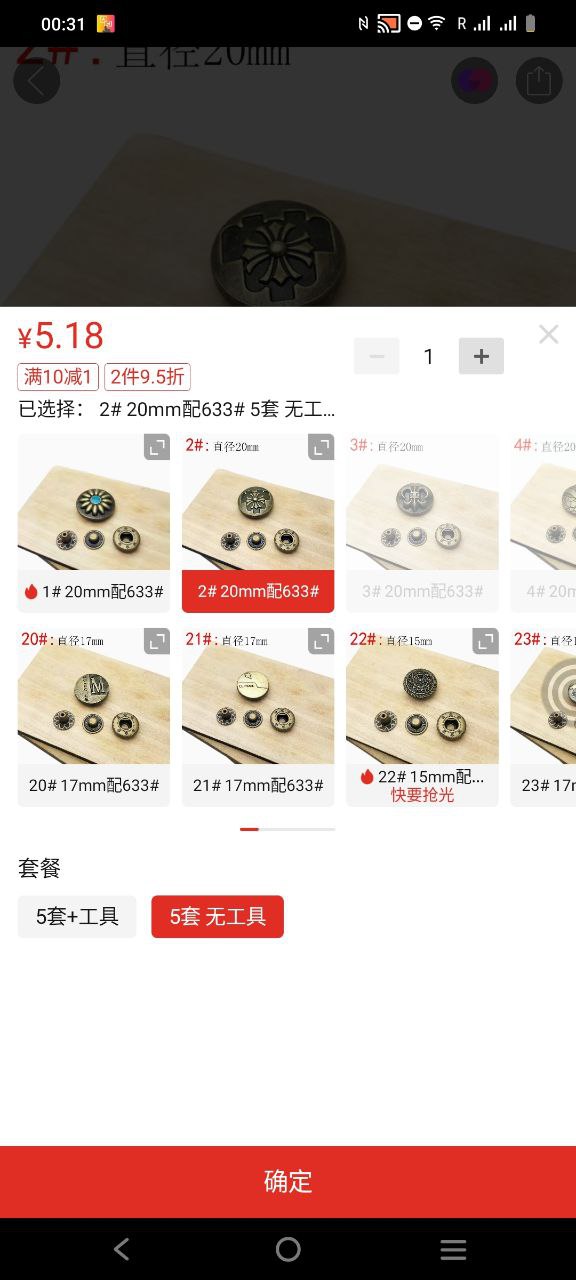 00:31
R
2#：直径20mm
¥5.18
满10减1 2件9.5折
1
已选择： 2# 20mm配633# 5套 无工...
2#：直径20mm
3#：直径20mm
4#：直径20
1# 20mm配633#
2# 20mm配633#
3# 20mm配633#
4# 20m
20#：直径17mm
21#：直径17mm
22#：直径15mm
23#：直径
20# 17mm配633#
21# 17mm配633#
22# 15mm配...
快要抢光
23# 17m
套餐
5套+工具
5套 无工具
确定